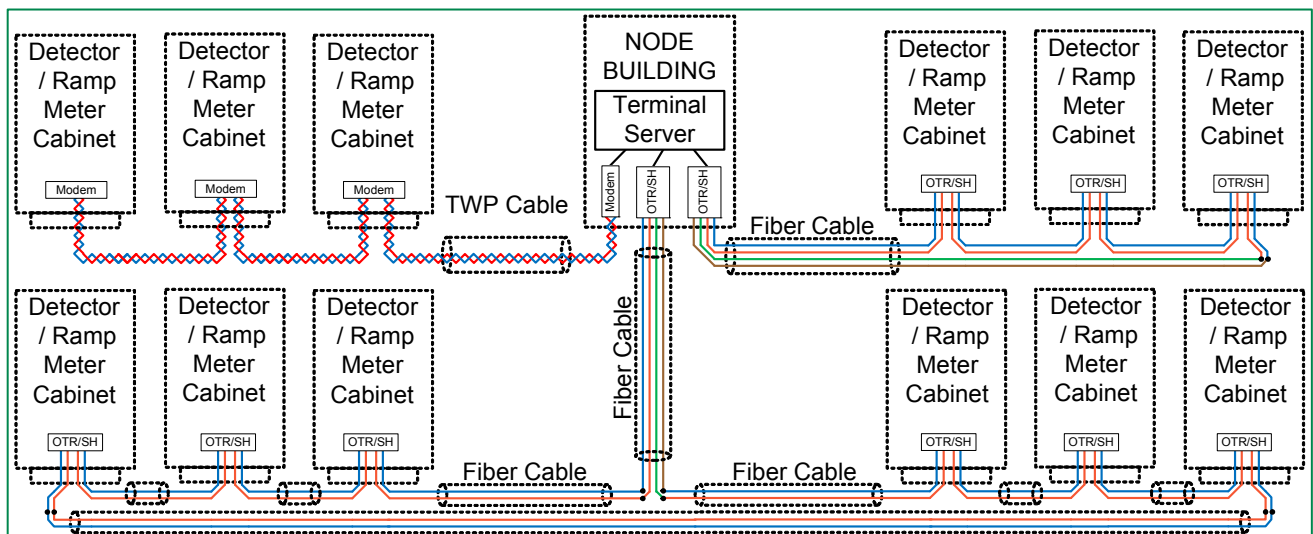 Detector
/ Ramp
Meter
Cabinet
Modem
Detector
/ Ramp
Meter
Cabinet
Modem
Detector
/ Ramp
Meter
Cabinet
Modem
TWP Cable
NODE
BUILDING
Terminal
Server
Modem
OTR/SH
OTR/SH
Fiber Cable
Detector
/ Ramp
Meter
Cabinet
OTR/SH
Detector
/ Ramp
Meter
Cabinet
OTR/SH
Detector
/ Ramp
Meter
Cabinet
OTR/SH
Detector
/ Ramp
Meter
Cabinet
OTR/SH
Detector
/ Ramp
Meter
Cabinet
OTR/SH
Detector
/ Ramp
Meter
Cabinet
OTR/SH
Fiber Cable
Fiber Cable
Fiber Cable
Detector
/ Ramp
Meter
Cabinet
OTR/SH
Detector
/ Ramp
Meter
Cabinet
OTR/SH
Detector
/ Ramp
Meter
Cabinet
OTR/SH